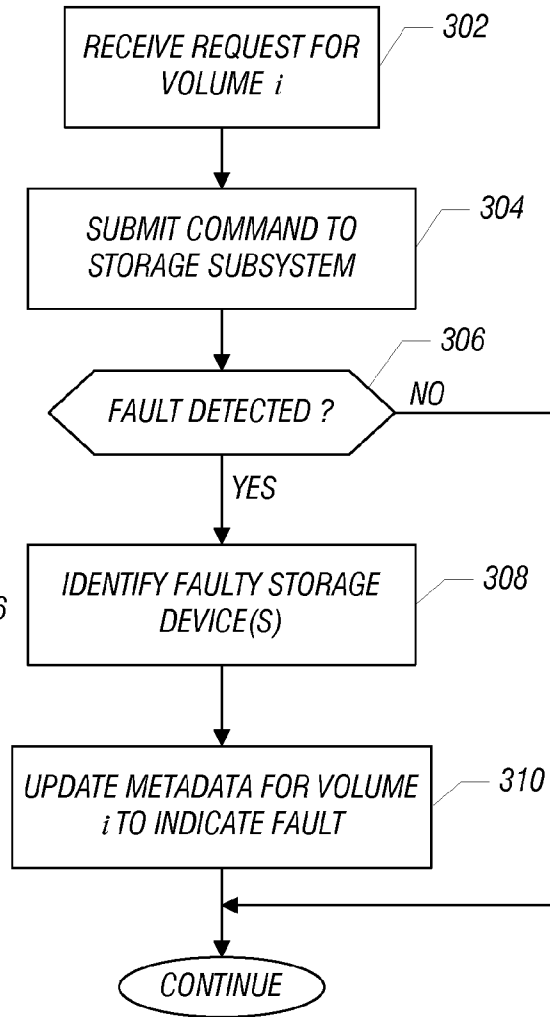 RECEIVE REQUEST FOR
VOLUME i
302
SUBMIT COMMAND TO
STORAGE SUBSYSTEM
304
306
FAULT DETECTED ?
NO
YES
6
IDENTIFY FAULTY STORAGE
DEVICE(S)
308
UPDATE METADATA FOR VOLUME
i TO INDICATE FAULT
310
CONTINUE